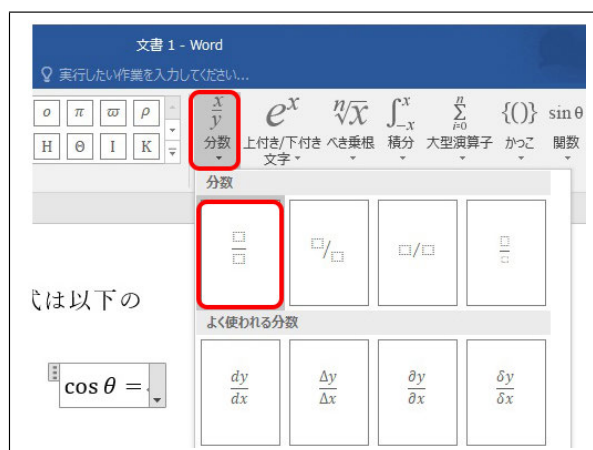 文書 1 - Word
実行したい作業を入力してください...
ο π ϖ ρ
Η Θ Ι Κ
x/y e^x ⁿ√x ∫_{-x}^{x} Σ_{i=0}^{n} {()} sin θ
分数 上付き/下付き文字 べき乗根 積分 大型演算子 かっこ 関数
分数
式は以下の
よく使われる分数
cos θ =
dy/dx Δy/Δx ∂y/∂x δy/δx